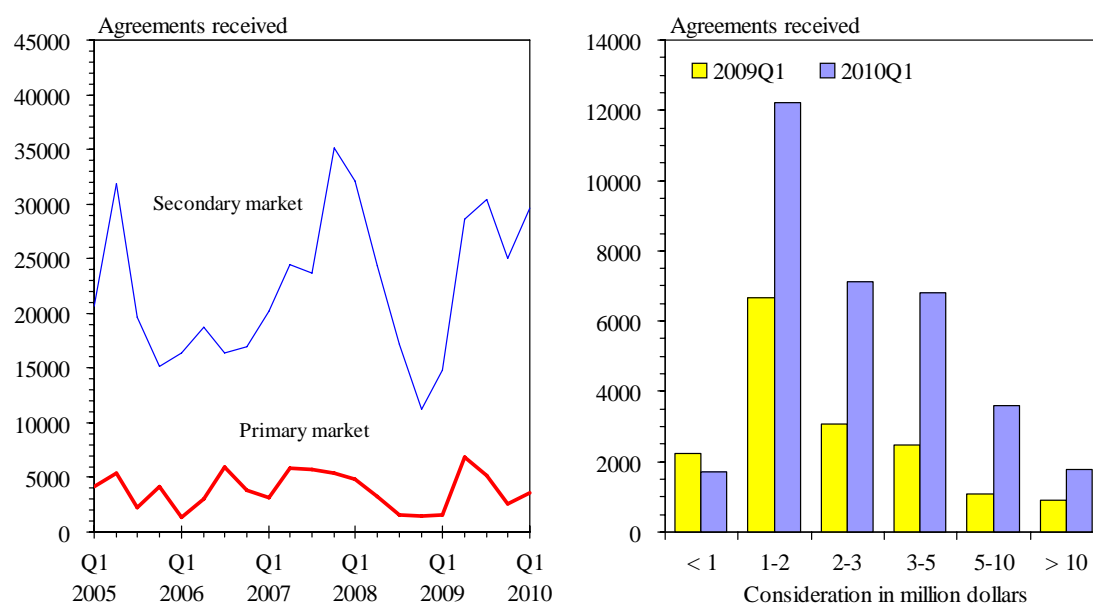 Agreements received
45000
40000
35000
30000
25000
20000
15000
10000
5000
0
Secondary market
Primary market
Q1 Q1 Q1 Q1 Q1 Q1
2005 2006 2007 2008 2009 2010
Agreements received
14000
12000
10000
8000
6000
4000
2000
0
2009Q1 2010Q1
< 1 1-2 2-3 3-5 5-10 > 10
Consideration in million dollars